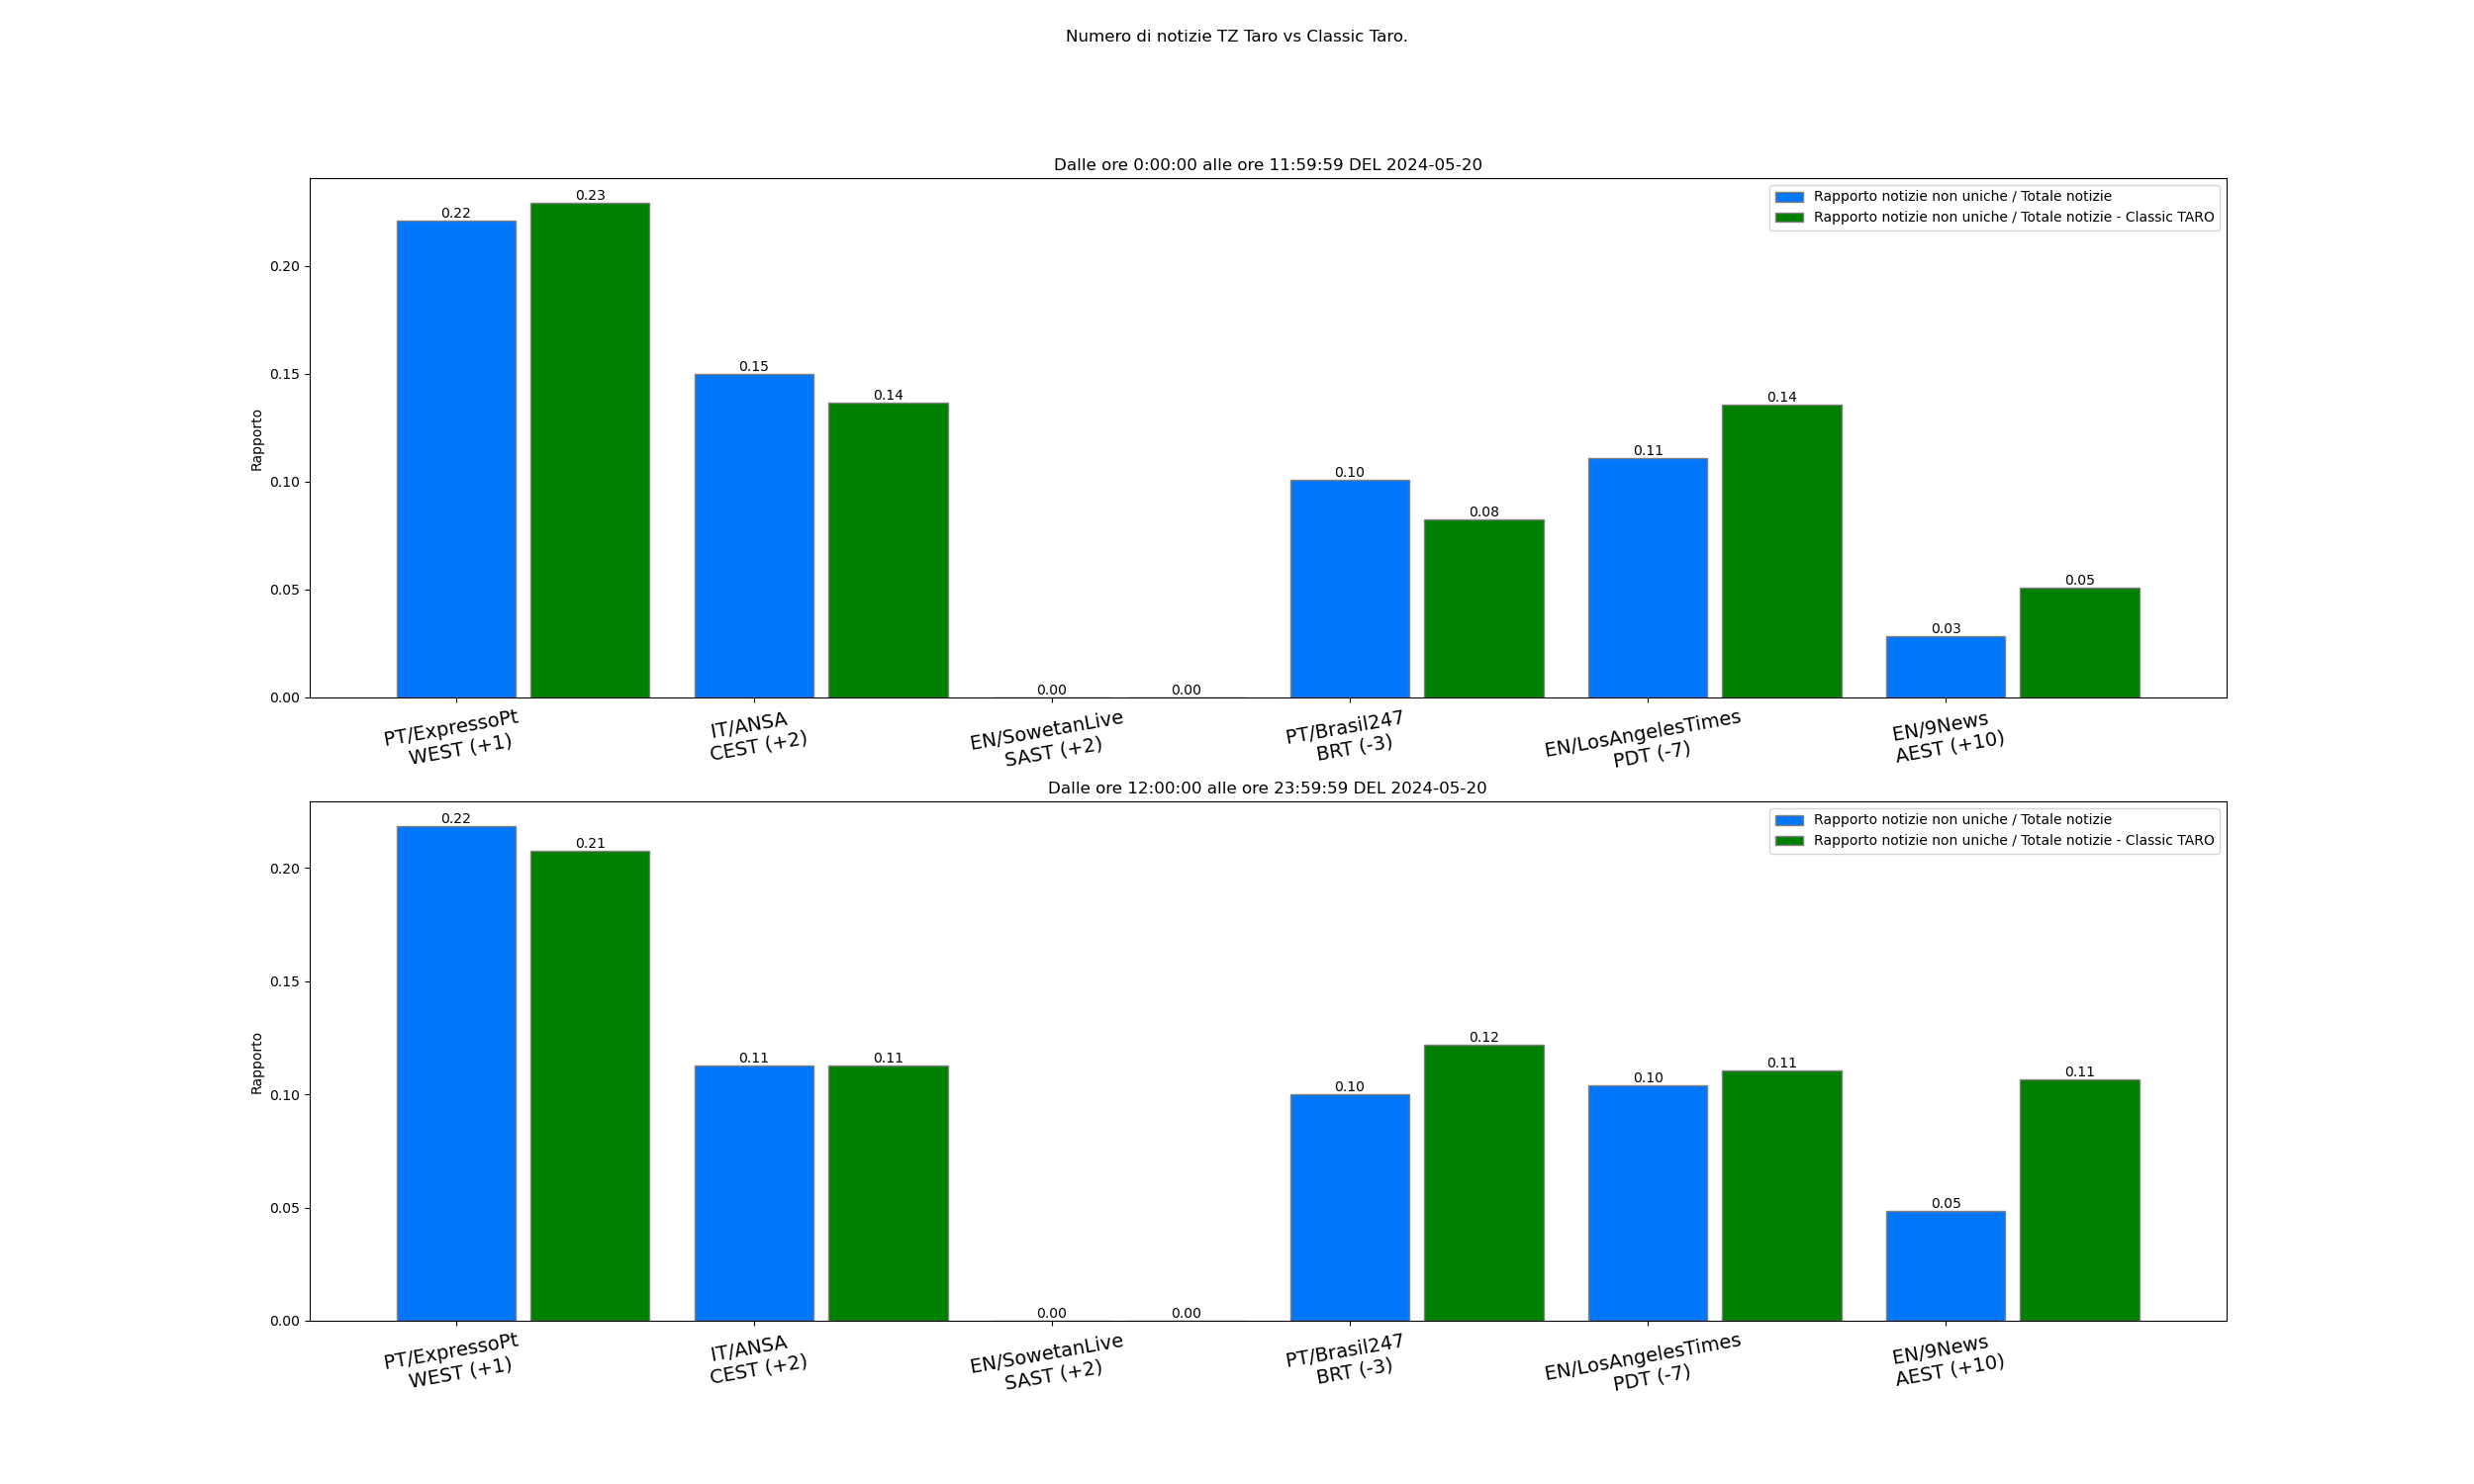 Numero di notizie TZ Taro vs Classic Taro.
Dalle ore 0:00:00 alle ore 11:59:59 DEL 2024-05-20
Rapporto notizie non uniche / Totale notizie
Rapporto notizie non uniche / Totale notizie - Classic TARO
Rapporto
0.20
0.15
0.10
0.05
0.00
0.22
0.23
0.15
0.14
0.00
0.00
0.10
0.08
0.11
0.14
0.03
0.05
PT/ExpressoPt
WEST (+1)
IT/ANSA
CEST (+2)
EN/SowetanLive
SAST (+2)
PT/Brasil247
BRT (-3)
EN/LosAngelesTimes
PDT (-7)
EN/9News
AEST (+10)
Dalle ore 12:00:00 alle ore 23:59:59 DEL 2024-05-20
Rapporto notizie non uniche / Totale notizie
Rapporto notizie non uniche / Totale notizie - Classic TARO
Rapporto
0.20
0.15
0.10
0.05
0.00
0.22
0.21
0.11
0.11
0.00
0.00
0.10
0.12
0.10
0.11
0.05
0.11
PT/ExpressoPt
WEST (+1)
IT/ANSA
CEST (+2)
EN/SowetanLive
SAST (+2)
PT/Brasil247
BRT (-3)
EN/LosAngelesTimes
PDT (-7)
EN/9News
AEST (+10)